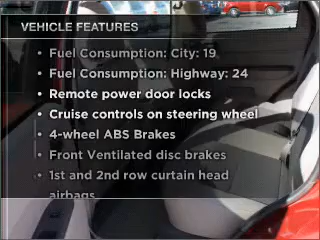 VEHICLE FEATURES
• Fuel Consumption: City: 19
• Fuel Consumption: Highway: 24
• Remote power door locks
• Cruise controls on steering wheel
• 4-wheel ABS Brakes
• Front Ventilated disc brakes
• 1st and 2nd row curtain head
airbags